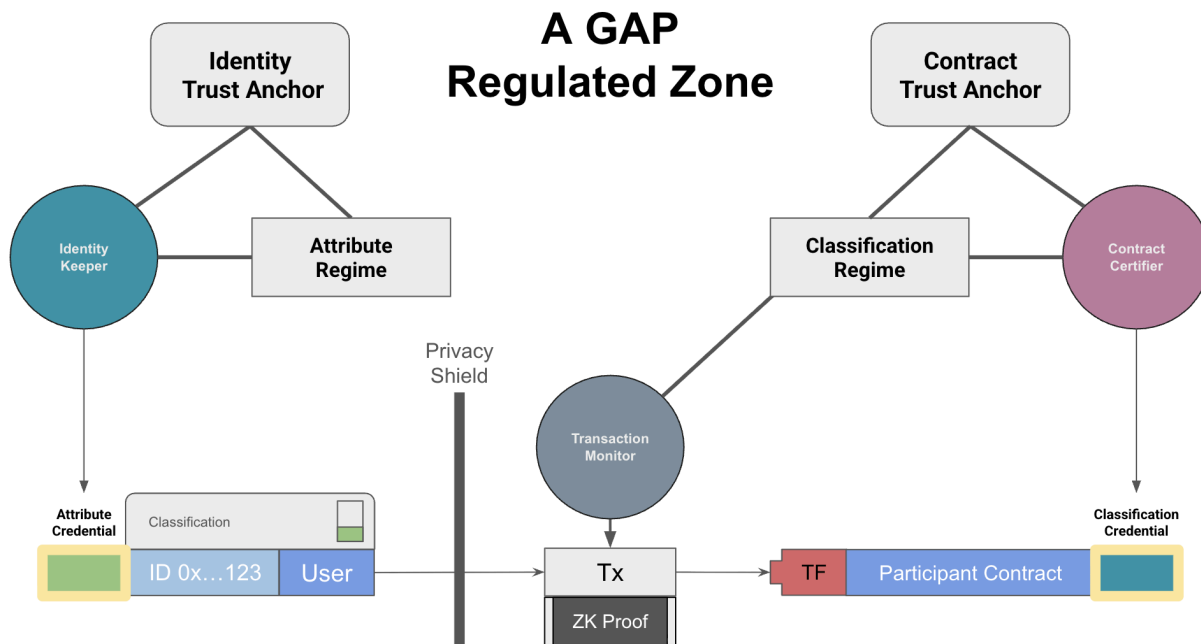 A GAP
Regulated Zone
Identity
Trust Anchor
Contract
Trust Anchor
Identity
Keeper
Attribute
Regime
Classification
Regime
Contract
Certifier
Privacy
Shield
Transaction
Monitor
Attribute
Credential
Classification
Classification
Credential
ID 0x...123
User
Tx
TF
Participant Contract
ZK Proof